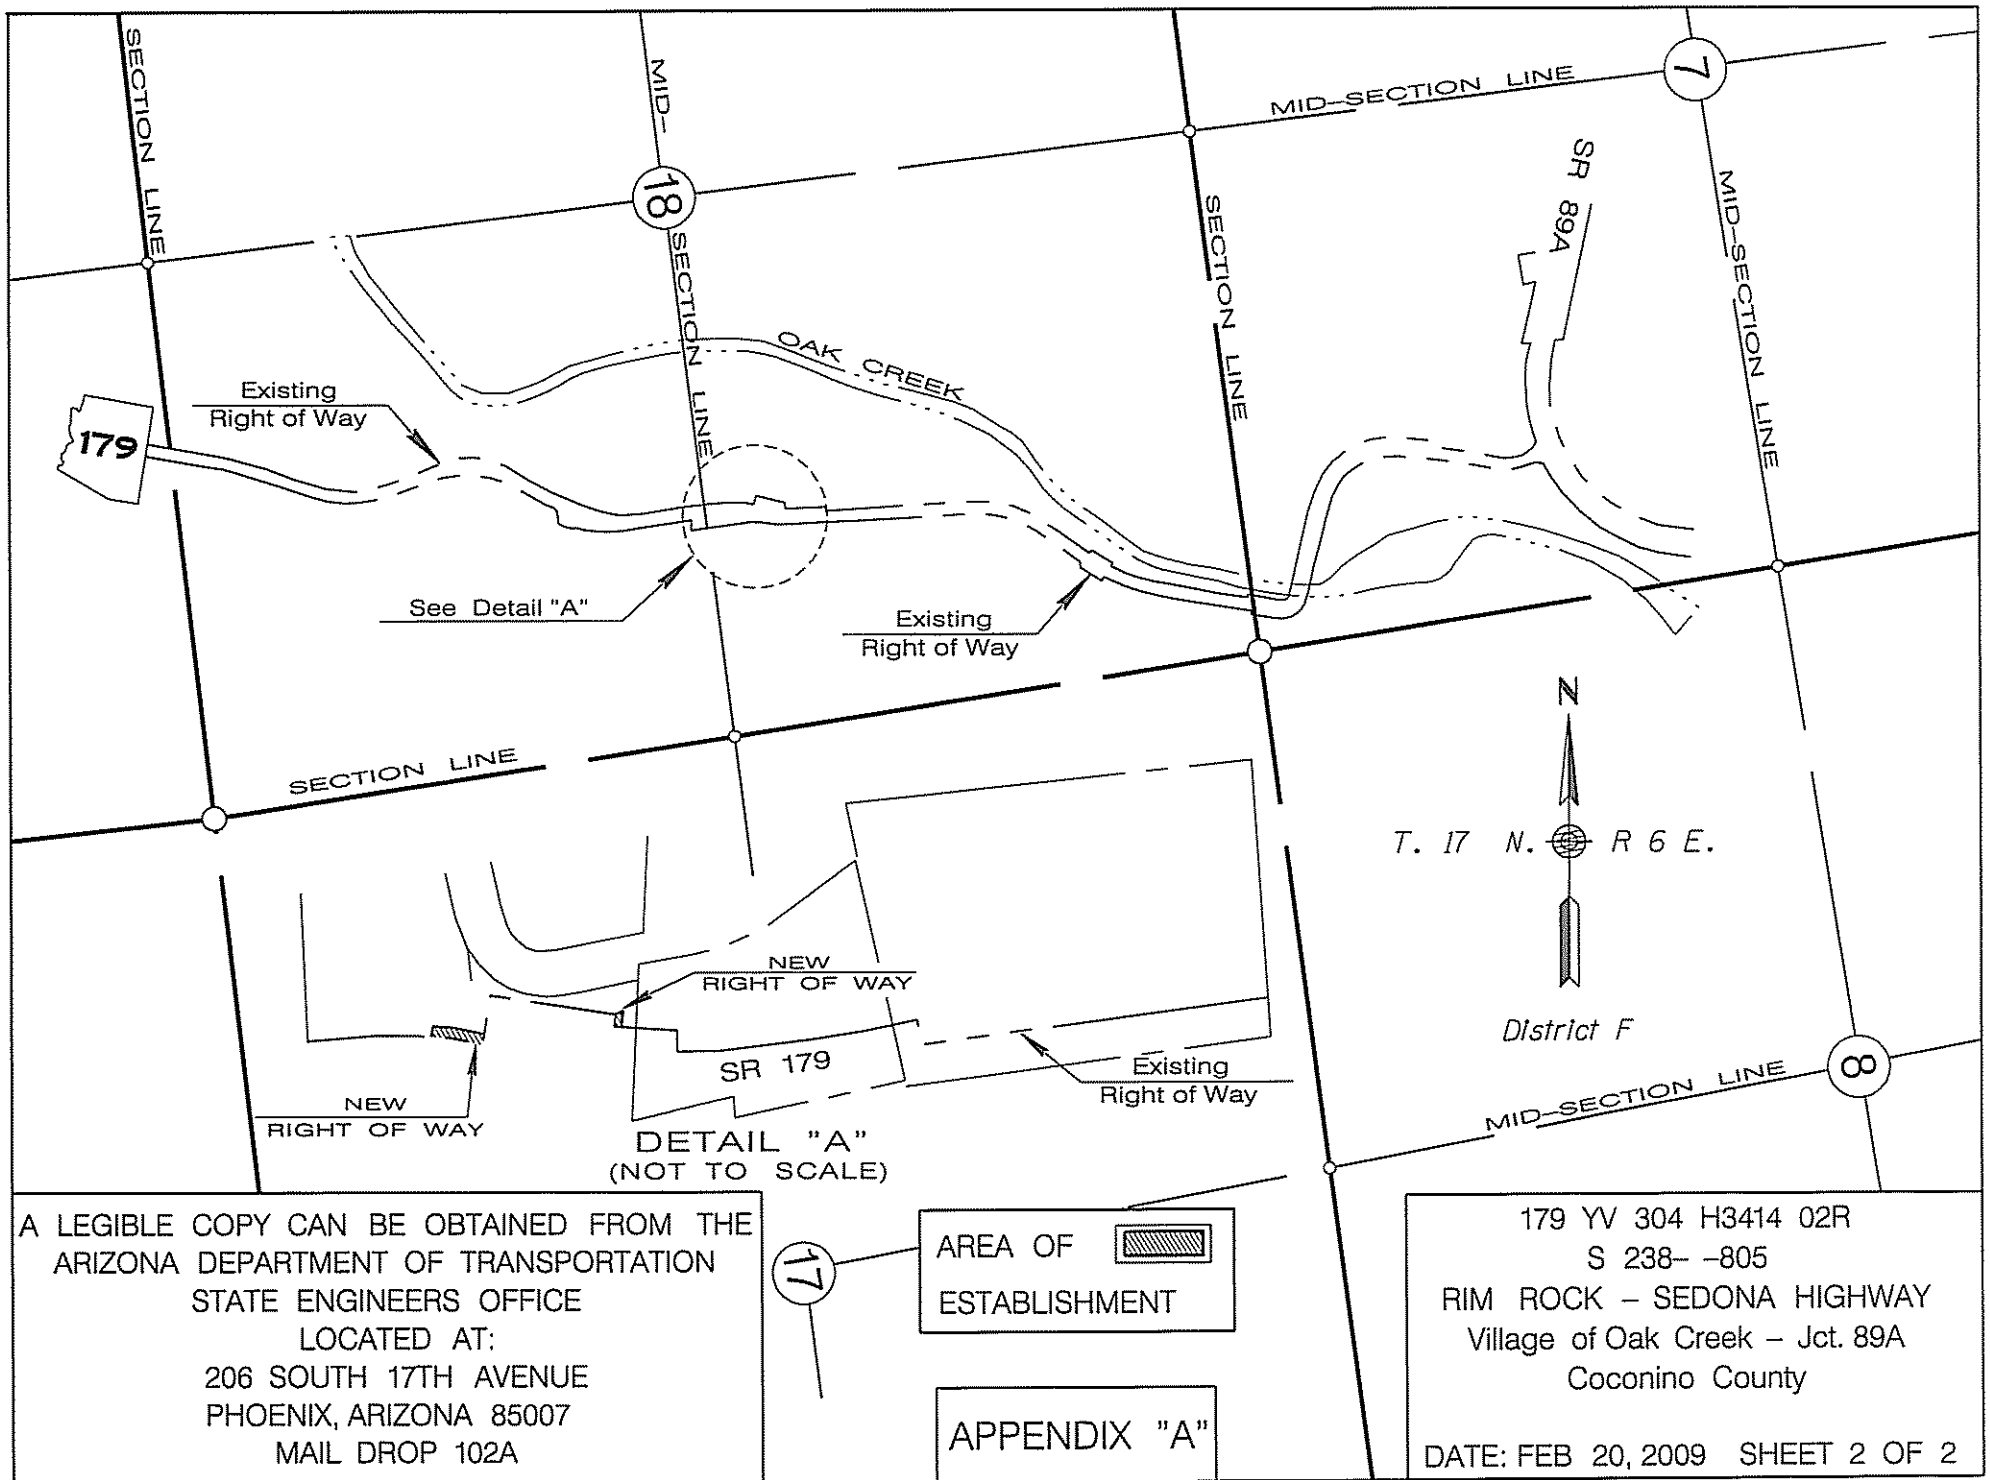 SECTION LINE
MID-
SECTION LINE
18
7
MID-SECTION LINE
SR 89A
MID-SECTION LINE
SECTION LINE
OAK CREEK
Existing
Right of Way
179
See Detail "A"
Existing
Right of Way
SECTION LINE
N
T. 17 N. R 6 E.
District F
NEW
RIGHT OF WAY
SR 179
Existing
Right of Way
NEW
RIGHT OF WAY
DETAIL "A"
(NOT TO SCALE)
8
MID-SECTION LINE
17
A LEGIBLE COPY CAN BE OBTAINED FROM THE
ARIZONA DEPARTMENT OF TRANSPORTATION
STATE ENGINEERS OFFICE
LOCATED AT:
206 SOUTH 17TH AVENUE
PHOENIX, ARIZONA 85007
MAIL DROP 102A
AREA OF
ESTABLISHMENT
APPENDIX "A"
179 YV 304 H3414 02R
S 238- -805
RIM ROCK - SEDONA HIGHWAY
Village of Oak Creek - Jct. 89A
Coconino County
DATE: FEB 20, 2009 SHEET 2 OF 2